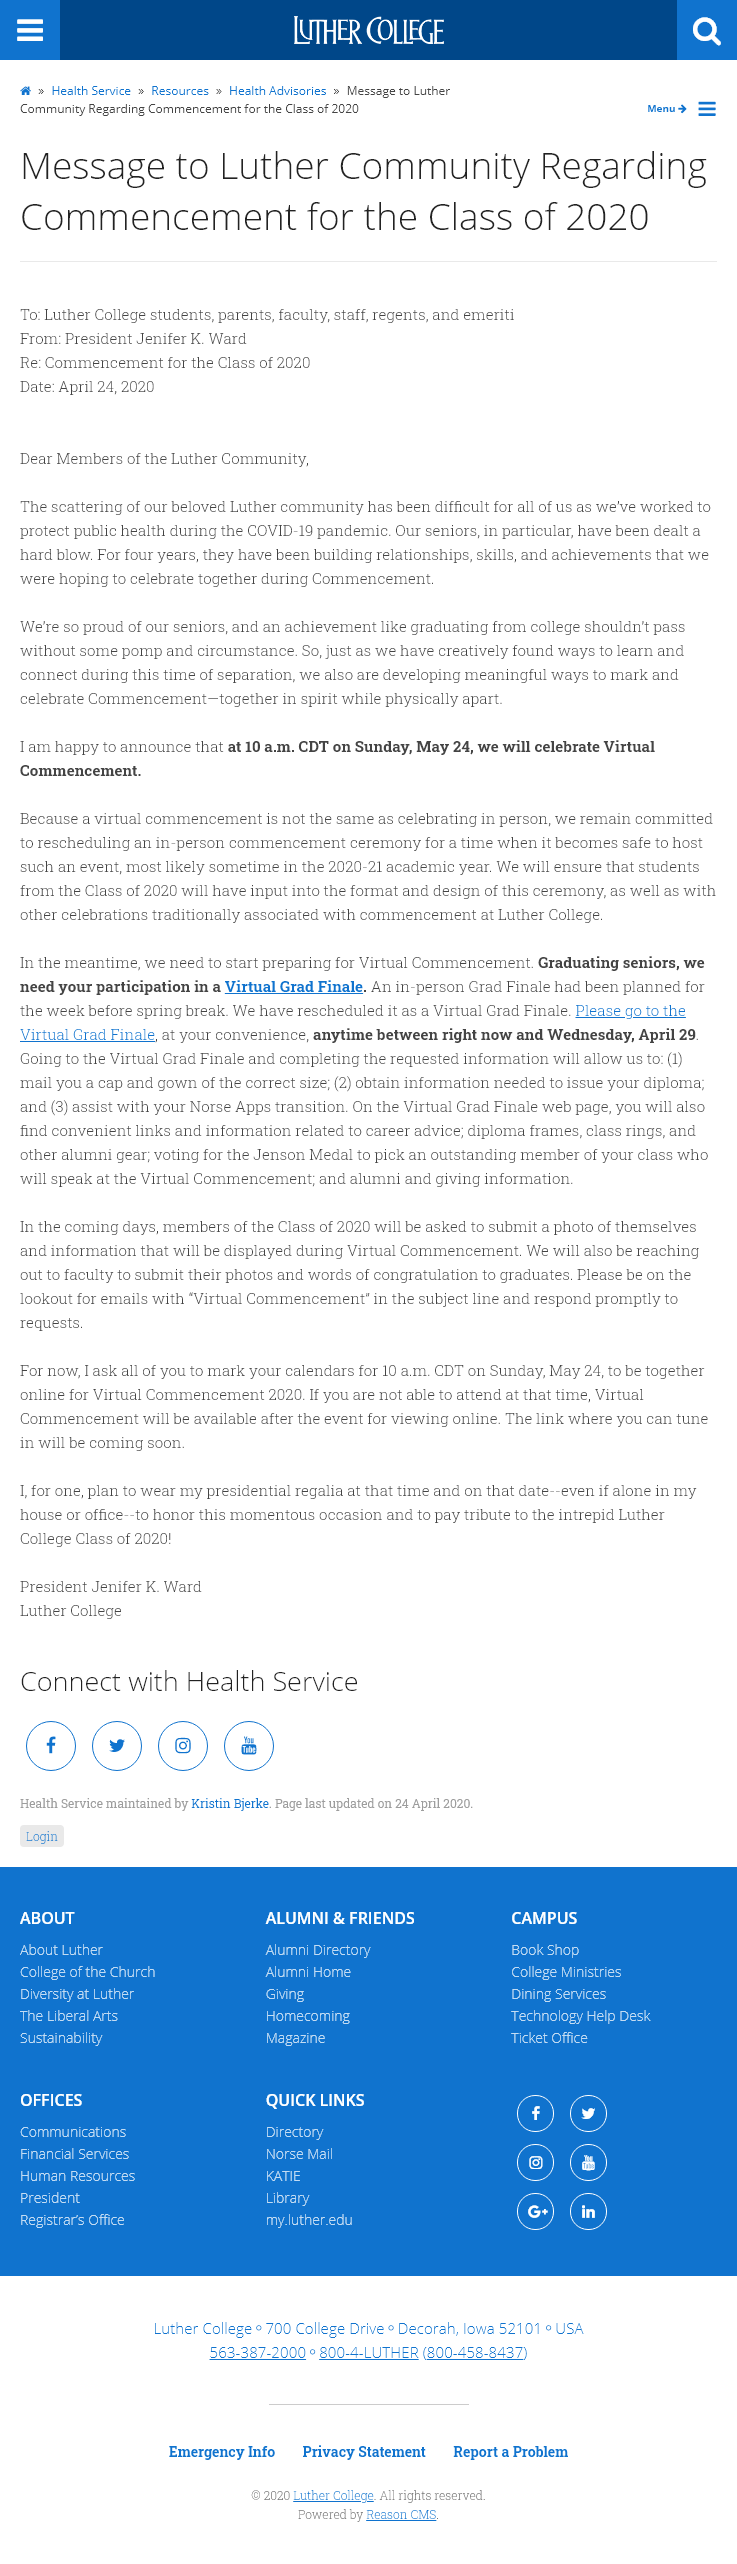 LUTHER COLLEGE
» Health Service » Resources » Health Advisories » Message to Luther
Community Regarding Commencement for the Class of 2020
Menu
Message to Luther Community Regarding
Commencement for the Class of 2020
To: Luther College students, parents, faculty, staff, regents, and emeriti
From: President Jenifer K. Ward
Re: Commencement for the Class of 2020
Date: April 24, 2020
Dear Members of the Luther Community,
The scattering of our beloved Luther community has been difficult for all of us as we’ve worked to
protect public health during the COVID-19 pandemic. Our seniors, in particular, have been dealt a
hard blow. For four years, they have been building relationships, skills, and achievements that we
were hoping to celebrate together during Commencement.
We’re so proud of our seniors, and an achievement like graduating from college shouldn’t pass
without some pomp and circumstance. So, just as we have creatively found ways to learn and
connect during this time of separation, we also are developing meaningful ways to mark and
celebrate Commencement—together in spirit while physically apart.
I am happy to announce that at 10 a.m. CDT on Sunday, May 24, we will celebrate Virtual
Commencement.
Because a virtual commencement is not the same as celebrating in person, we remain committed
to rescheduling an in-person commencement ceremony for a time when it becomes safe to host
such an event, most likely sometime in the 2020-21 academic year. We will ensure that students
from the Class of 2020 will have input into the format and design of this ceremony, as well as with
other celebrations traditionally associated with commencement at Luther College.
In the meantime, we need to start preparing for Virtual Commencement. Graduating seniors, we
need your participation in a Virtual Grad Finale. An in-person Grad Finale had been planned for
the week before spring break. We have rescheduled it as a Virtual Grad Finale. Please go to the
Virtual Grad Finale, at your convenience, anytime between right now and Wednesday, April 29.
Going to the Virtual Grad Finale and completing the requested information will allow us to: (1)
mail you a cap and gown of the correct size; (2) obtain information needed to issue your diploma;
and (3) assist with your Norse Apps transition. On the Virtual Grad Finale web page, you will also
find convenient links and information related to career advice; diploma frames, class rings, and
other alumni gear; voting for the Jenson Medal to pick an outstanding member of your class who
will speak at the Virtual Commencement; and alumni and giving information.
In the coming days, members of the Class of 2020 will be asked to submit a photo of themselves
and information that will be displayed during Virtual Commencement. We will also be reaching
out to faculty to submit their photos and words of congratulation to graduates. Please be on the
lookout for emails with “Virtual Commencement” in the subject line and respond promptly to
requests.
For now, I ask all of you to mark your calendars for 10 a.m. CDT on Sunday, May 24, to be together
online for Virtual Commencement 2020. If you are not able to attend at that time, Virtual
Commencement will be available after the event for viewing online. The link where you can tune
in will be coming soon.
I, for one, plan to wear my presidential regalia at that time and on that date--even if alone in my
house or office--to honor this momentous occasion and to pay tribute to the intrepid Luther
College Class of 2020!
President Jenifer K. Ward
Luther College
Connect with Health Service
You Tube
Health Service maintained by Kristin Bjerke. Page last updated on 24 April 2020.
Login
ABOUT
About Luther
College of the Church
Diversity at Luther
The Liberal Arts
Sustainability
ALUMNI & FRIENDS
Alumni Directory
Alumni Home
Giving
Homecoming
Magazine
CAMPUS
Book Shop
College Ministries
Dining Services
Technology Help Desk
Ticket Office
OFFICES
Communications
Financial Services
Human Resources
President
Registrar’s Office
QUICK LINKS
Directory
Norse Mail
KATIE
Library
my.luther.edu
You Tube
G+ in
Luther College ° 700 College Drive ° Decorah, Iowa 52101 ° USA
563-387-2000 ° 800-4-LUTHER (800-458-8437)
Emergency Info Privacy Statement Report a Problem
© 2020 Luther College. All rights reserved.
Powered by Reason CMS.